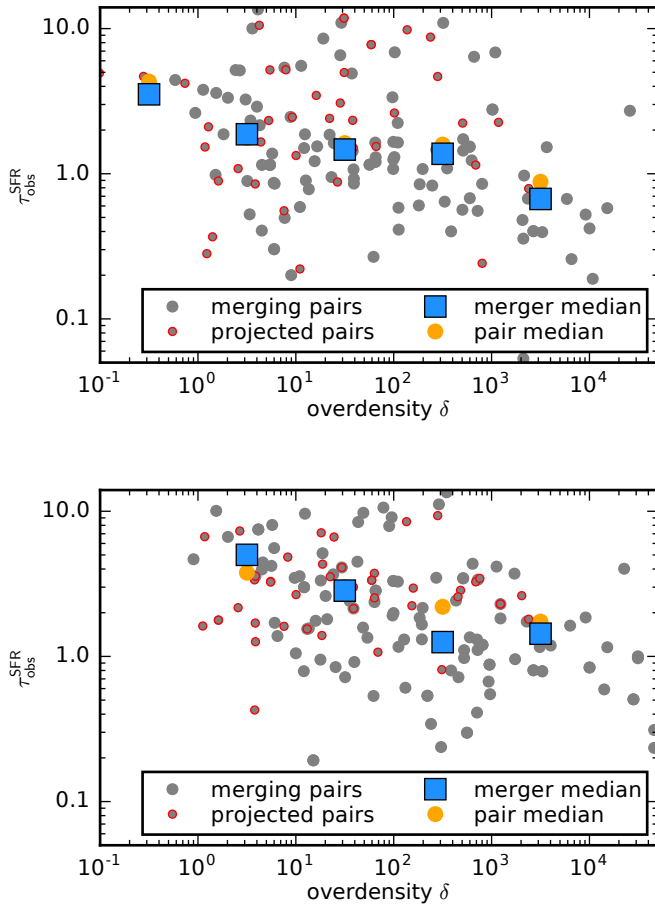 10.0
1.0
0.1
τ_obs^SFR
merging pairs
projected pairs
merger median
pair median
10^-1 10^0 10^1 10^2 10^3 10^4
overdensity δ
10.0
1.0
0.1
τ_obs^SFR
merging pairs
projected pairs
merger median
pair median
10^-1 10^0 10^1 10^2 10^3 10^4
overdensity δ